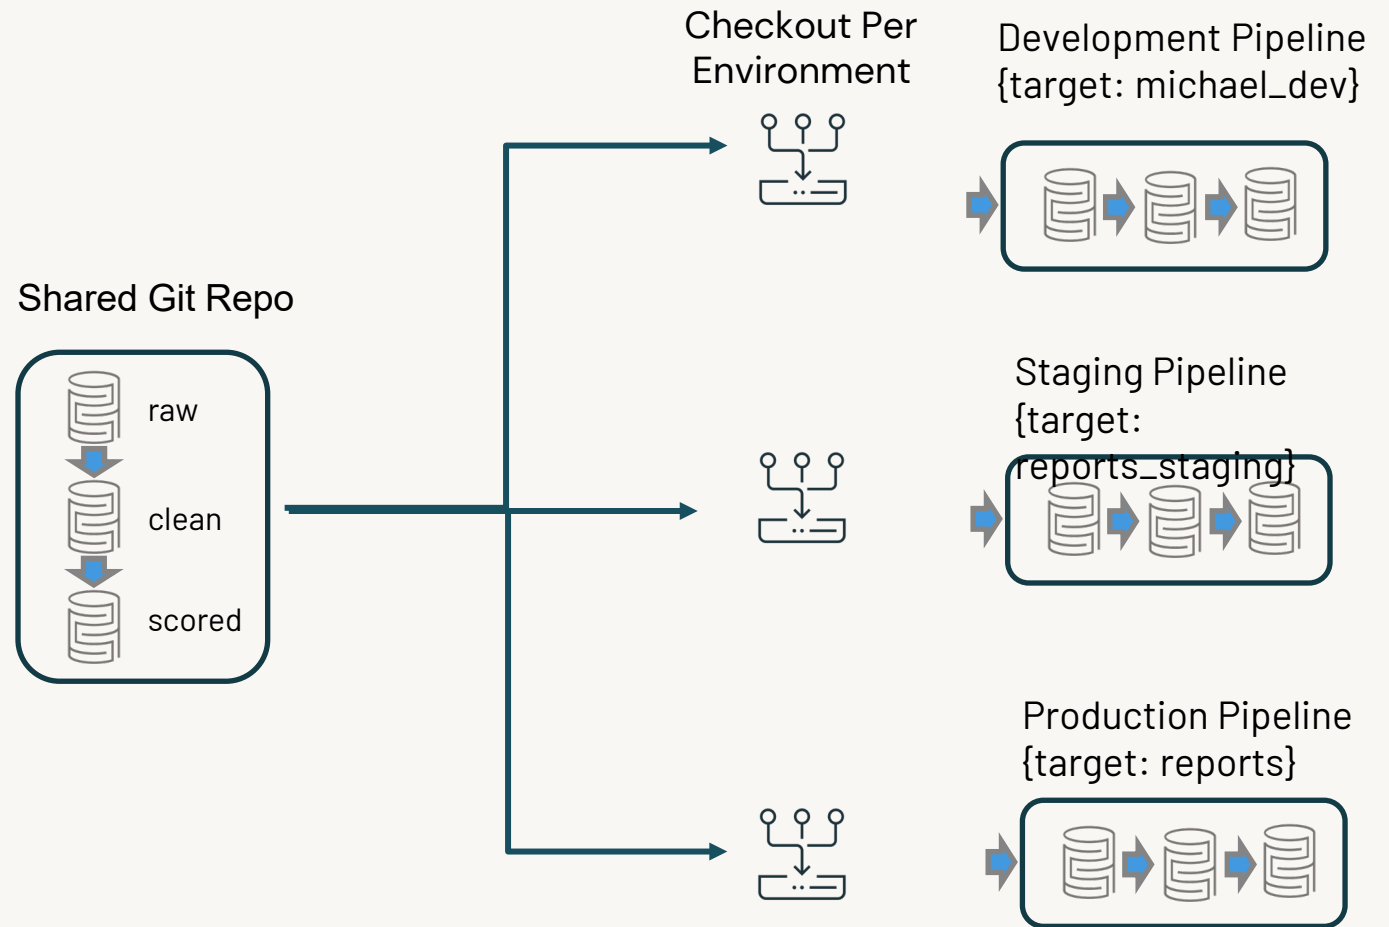 Checkout Per
Environment
Development Pipeline
{target: michael_dev}
Shared Git Repo
raw
clean
scored
Staging Pipeline
{target:
reports_staging}
Production Pipeline
{target: reports}